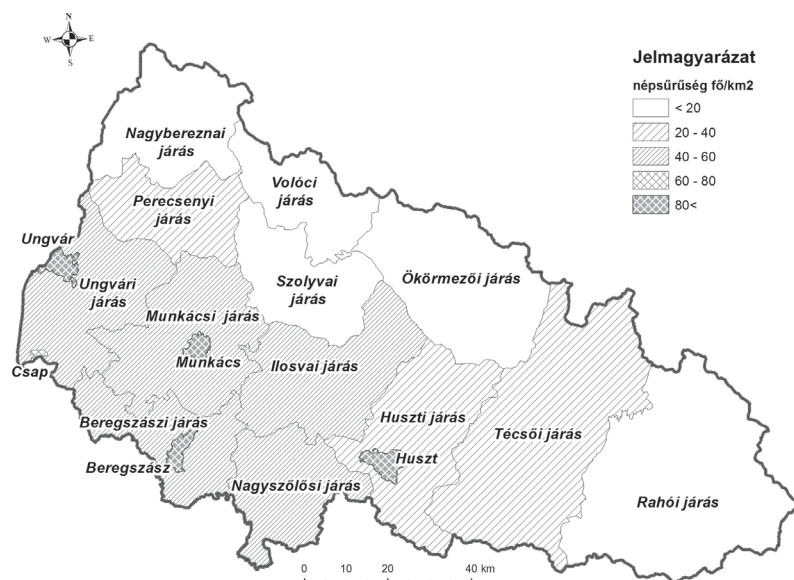 N
W E
S
Jelmagyarázat
népsűrűség fő/km2
< 20
20 - 40
40 - 60
60 - 80
80<
Nagybereznai
járás
Volóci
járás
Perecsenyi
járás
Ungvár
Ungvári
járás
Szolyvai
járás
Ökörmezői járás
Munkácsi járás
Munkács
Ilosvai járás
Csap
Beregszászi járás
Huszti járás
Técsői járás
Beregszász
Huszt
Nagyszőlősi járás
Rahói járás
0 10 20 40 km